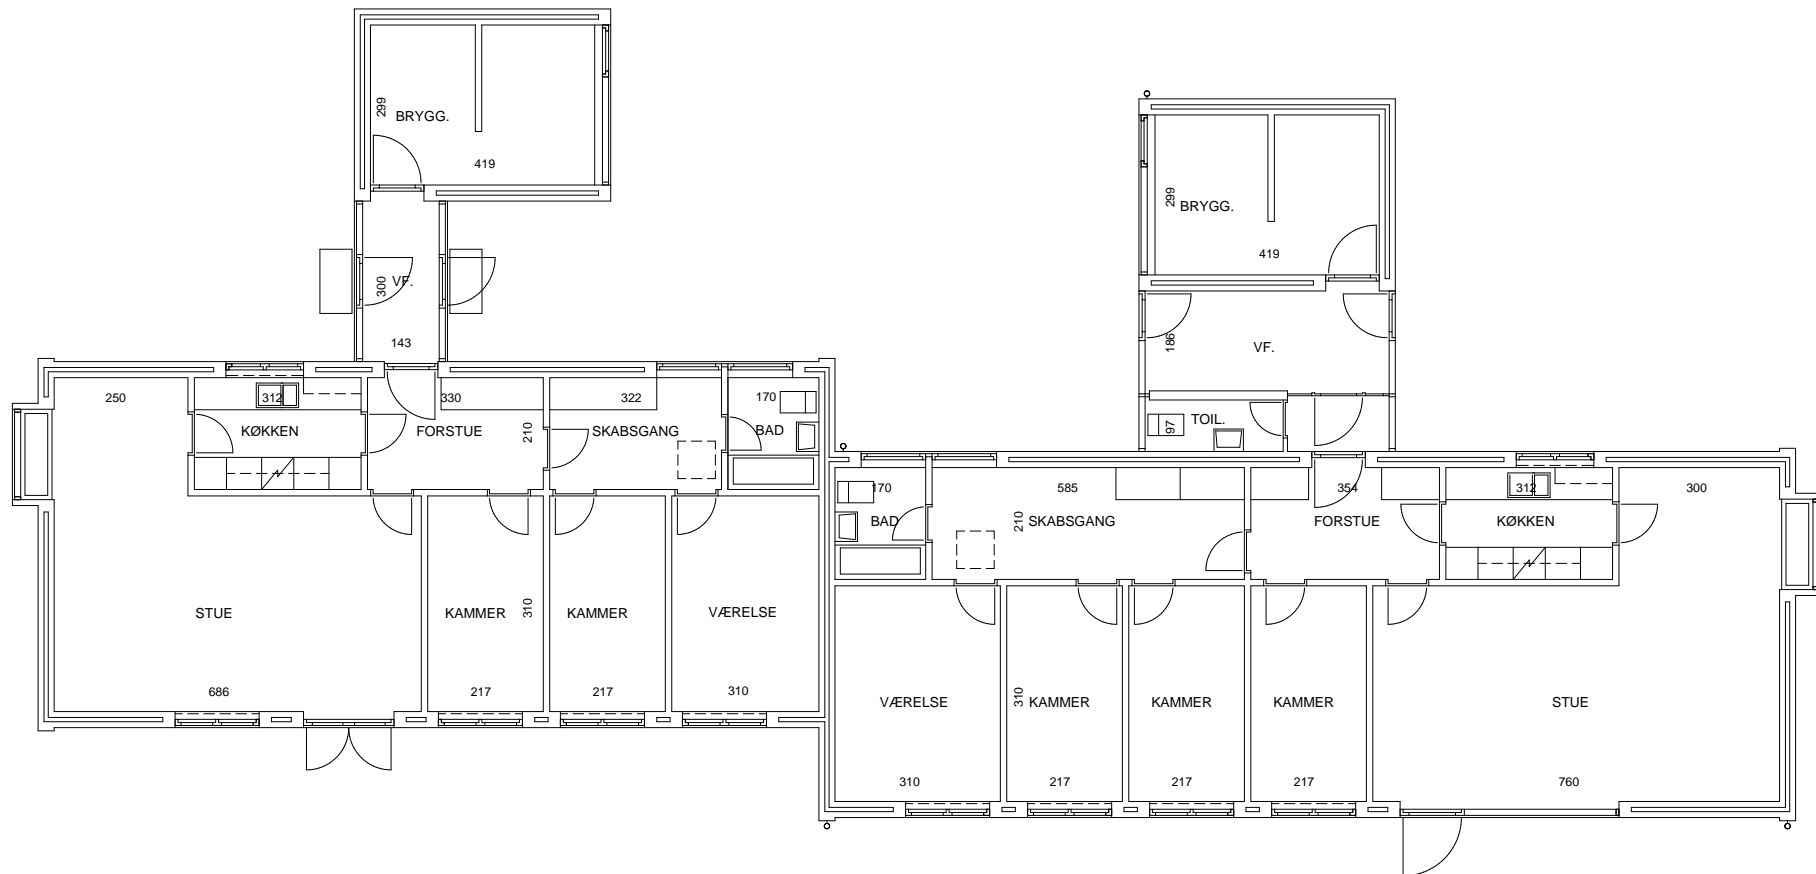 299
BRYGG.
419
300
VF.
143
299
BRYGG.
419
186
VF.
97
TOIL.
250
312
330
322
170
KØKKEN
FORSTUE
210
SKABSGANG
BAD
170
585
354
312
300
BAD
SKABSGANG
210
FORSTUE
KØKKEN
STUE
KAMMER
310
KAMMER
VÆRELSE
686
217
217
310
VÆRELSE
310
KAMMER
KAMMER
KAMMER
STUE
310
217
217
217
760